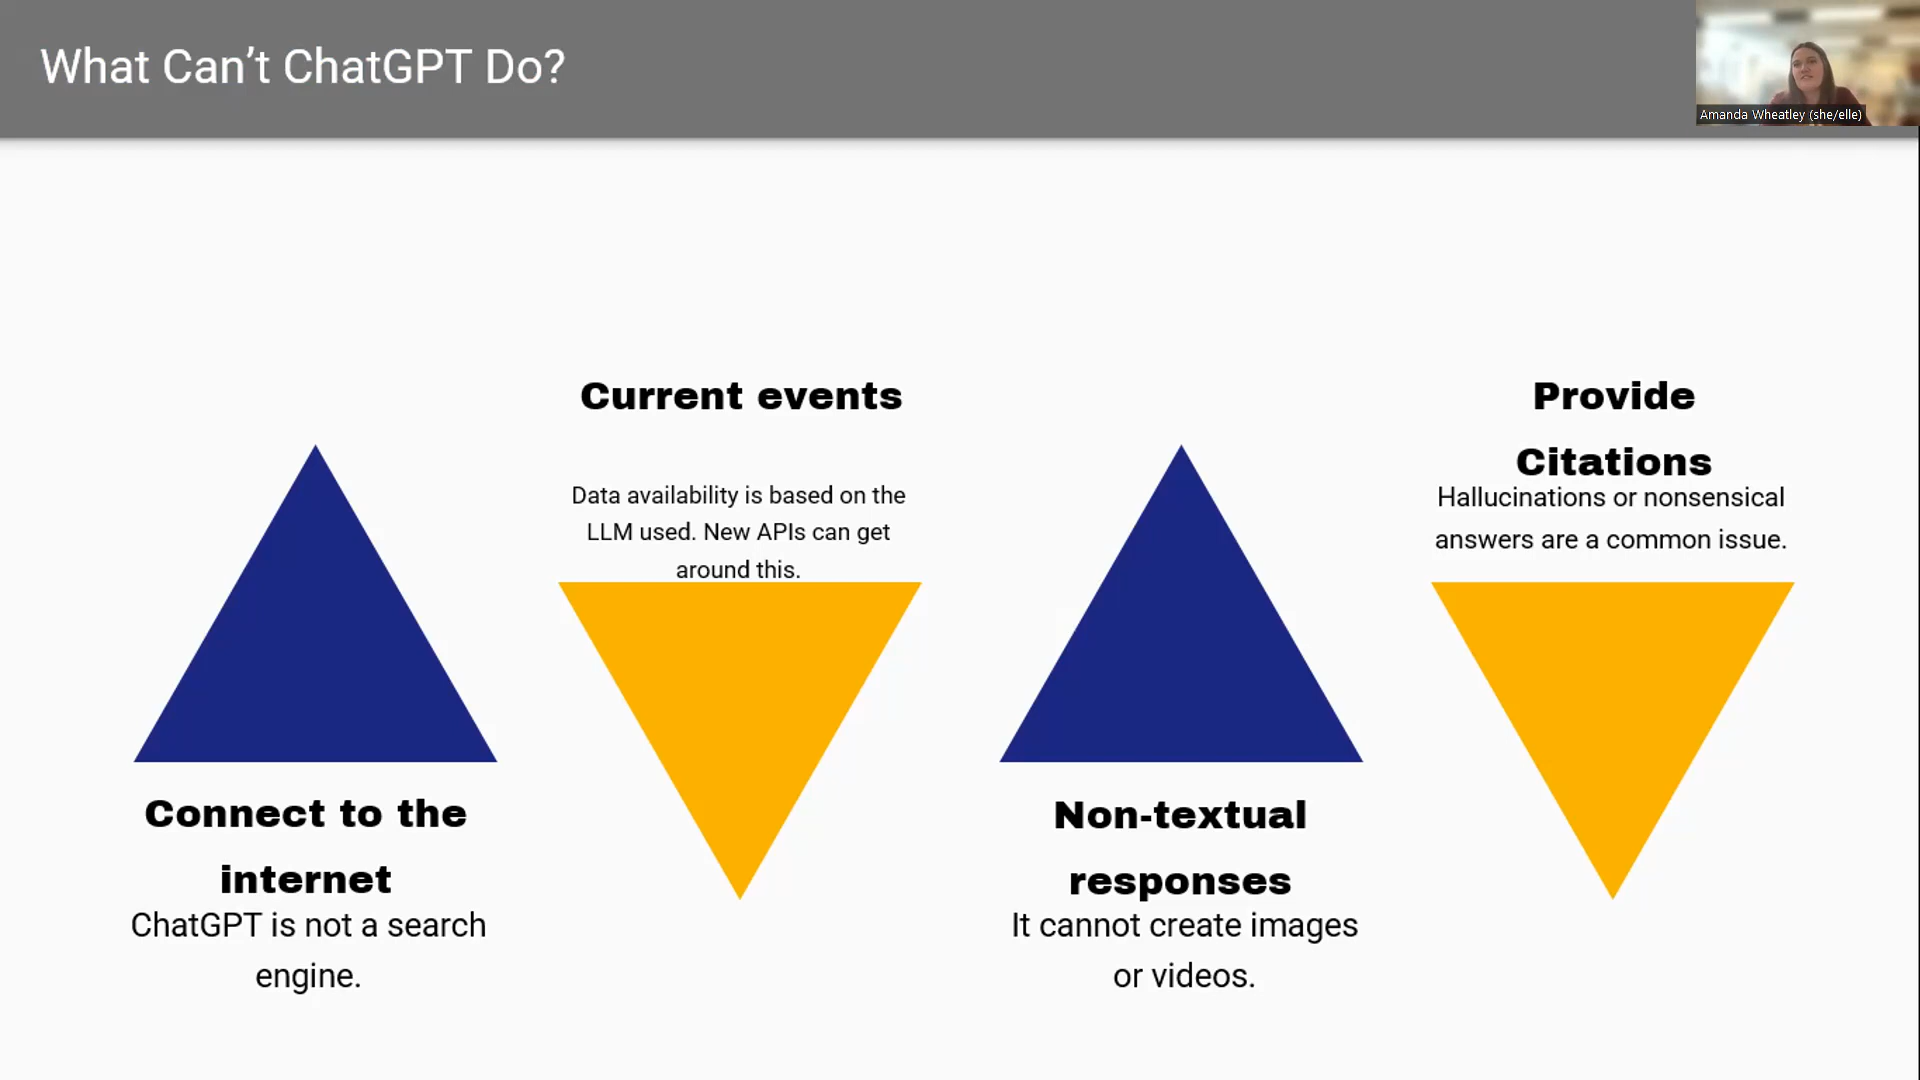 What Can’t ChatGPT Do?
Amanda Wheatley (she/elle)
Connect to the
internet
ChatGPT is not a search
engine.
Current events
Data availability is based on the
LLM used. New APIs can get
around this.
Non-textual
responses
It cannot create images
or videos.
Provide
Citations
Hallucinations or nonsensical
answers are a common issue.